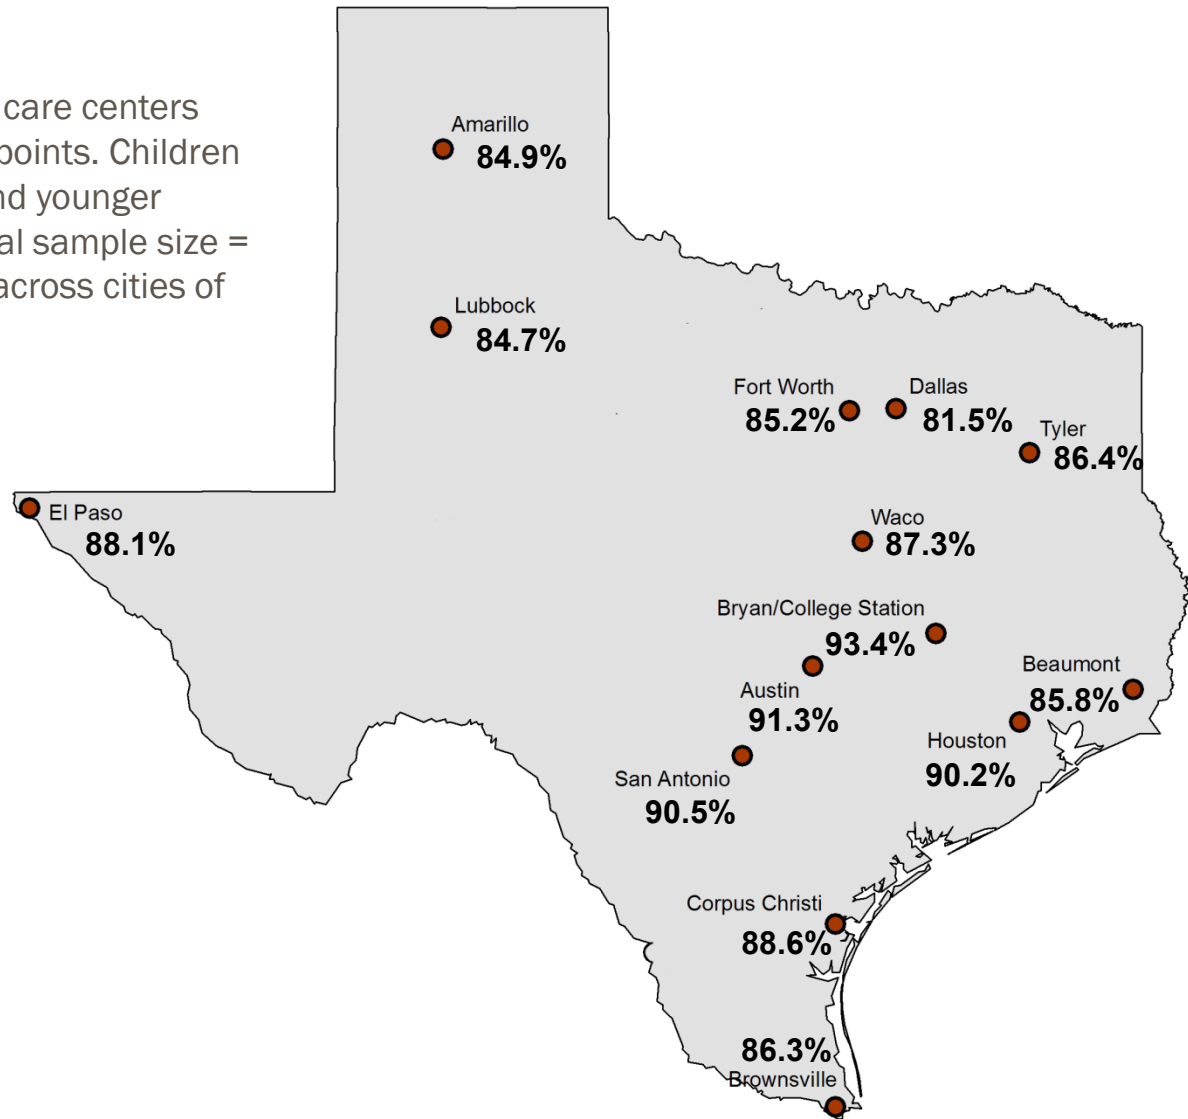 care centers
points. Children
nd younger
al sample size =
across cities of
Amarillo
84.9%
Lubbock
84.7%
Fort Worth
85.2%
Dallas
81.5%
Tyler
86.4%
El Paso
88.1%
Waco
87.3%
Bryan/College Station
93.4%
Austin
91.3%
Beaumont
85.8%
Houston
90.2%
San Antonio
90.5%
Corpus Christi
88.6%
86.3%
Brownsville